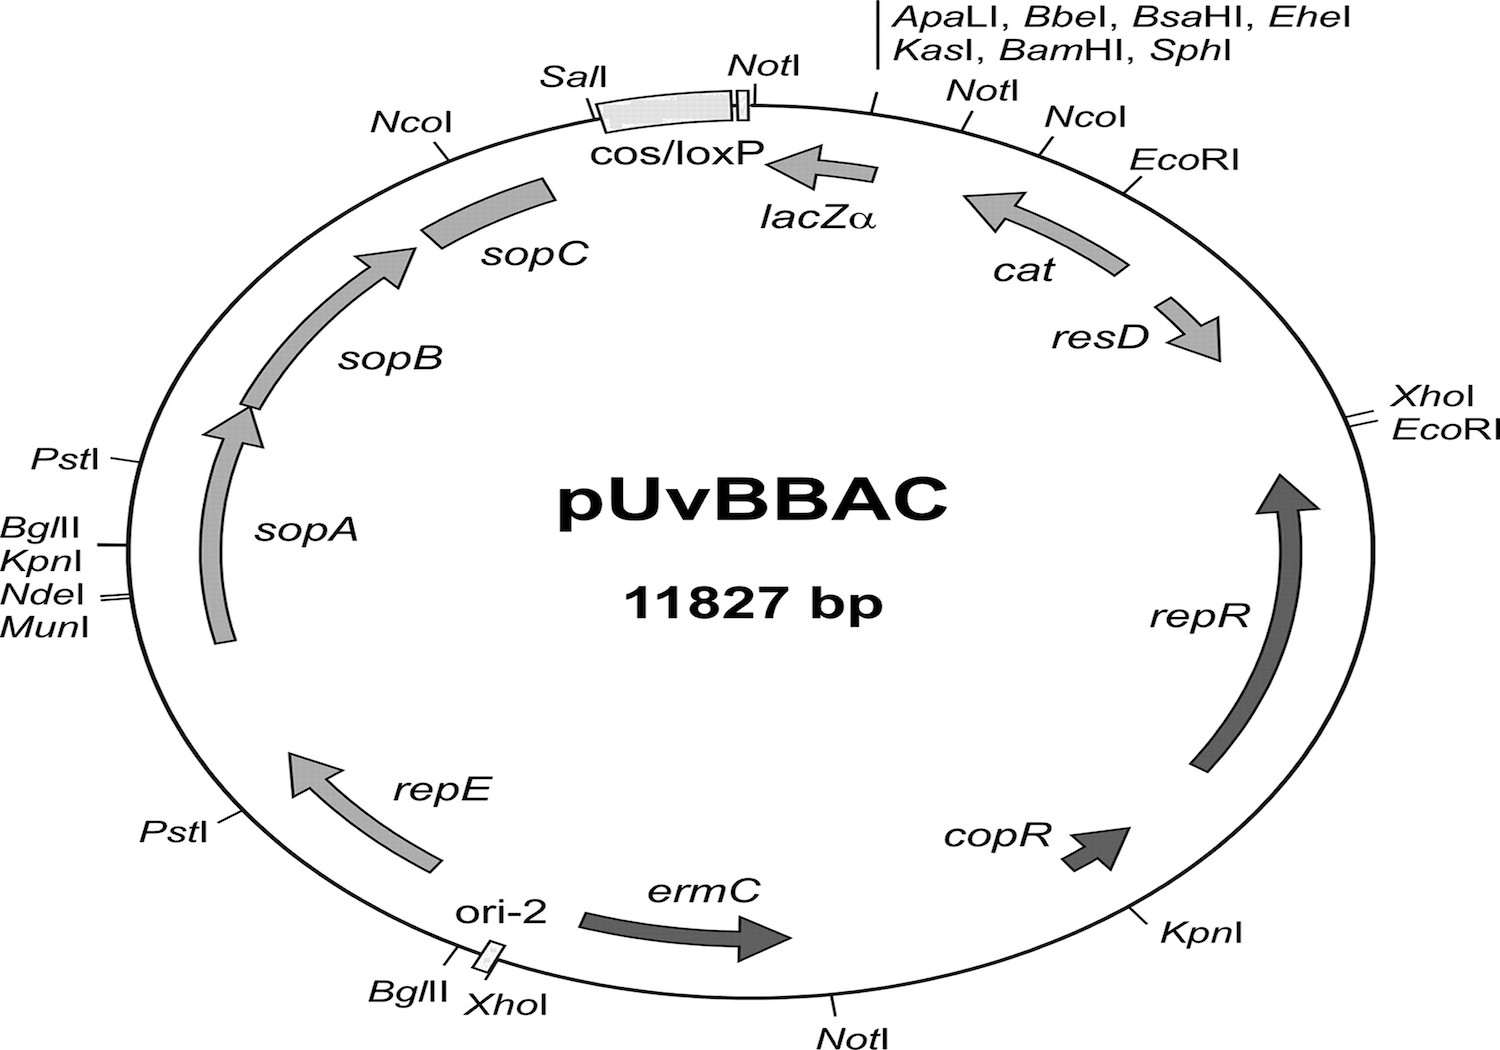 ApaLI, BbeI, BsaHI, EheI
KasI, BamHI, SphI
NotI
SalI
NotI
NcoI
NcoI
EcoRI
cos/loxP
lacZα
sopC
cat
resD
sopB
XhoI
EcoRI
PstI
pUvBBAC
sopA
BglII
KpnI
NdeI
MunI
11827 bp
repR
repE
PstI
copR
ermC
ori-2
KpnI
BglII
XhoI
NotI